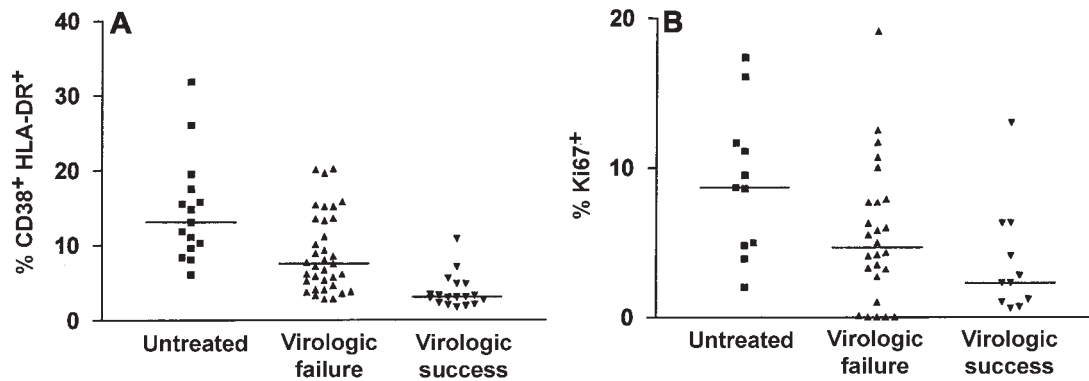 A
% CD38+ HLA-DR+
40
30
20
10
0
Untreated
Virologic
failure
Virologic
success
B
% Ki67+
20
10
0
Untreated
Virologic
failure
Virologic
success